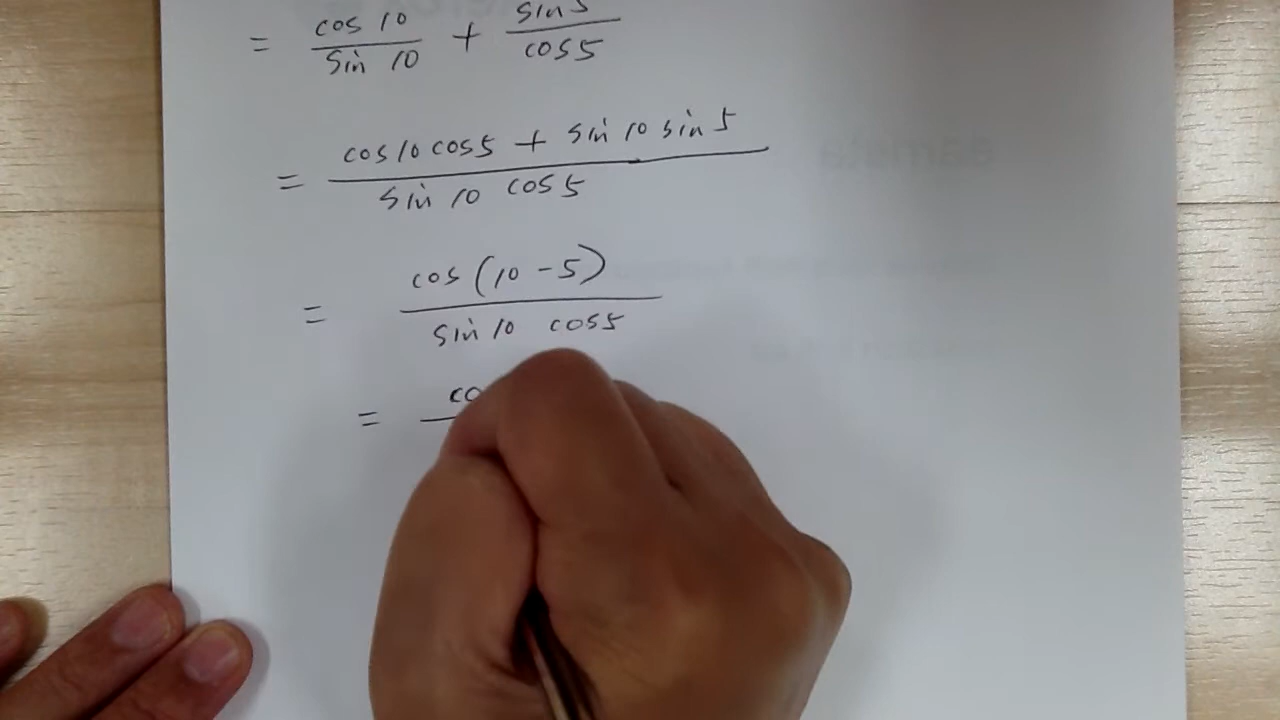 = cos 10 / sin 10 + sin 5 / cos 5
= cos 10 cos 5 + sin 10 sin 5 / sin 10 cos 5
= cos (10 - 5) / sin 10 cos 5
= co